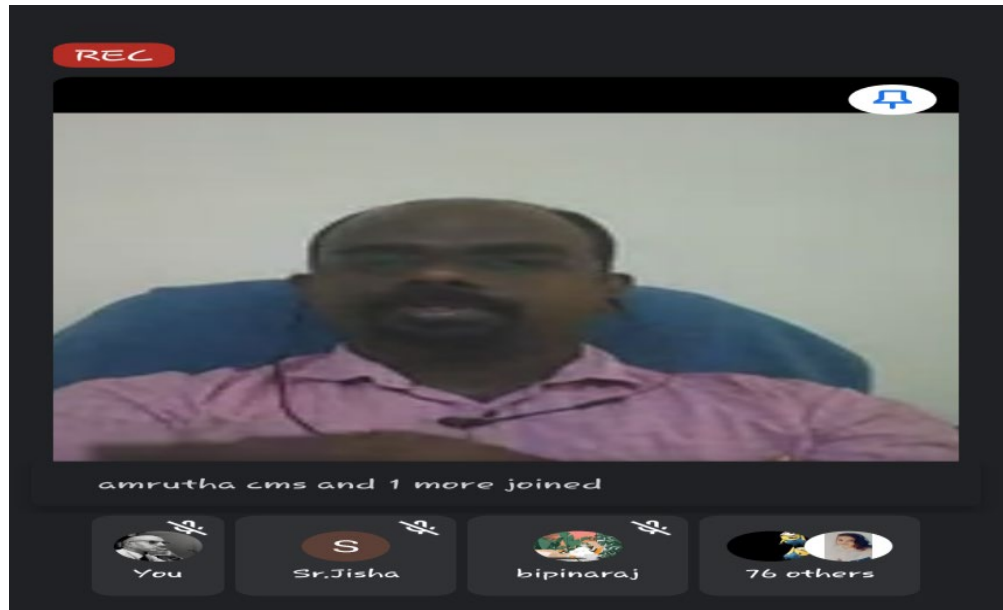 REC
amrutha cms and 1 more joined
S
You
Sr.Jisha
bipinaraj
76 others